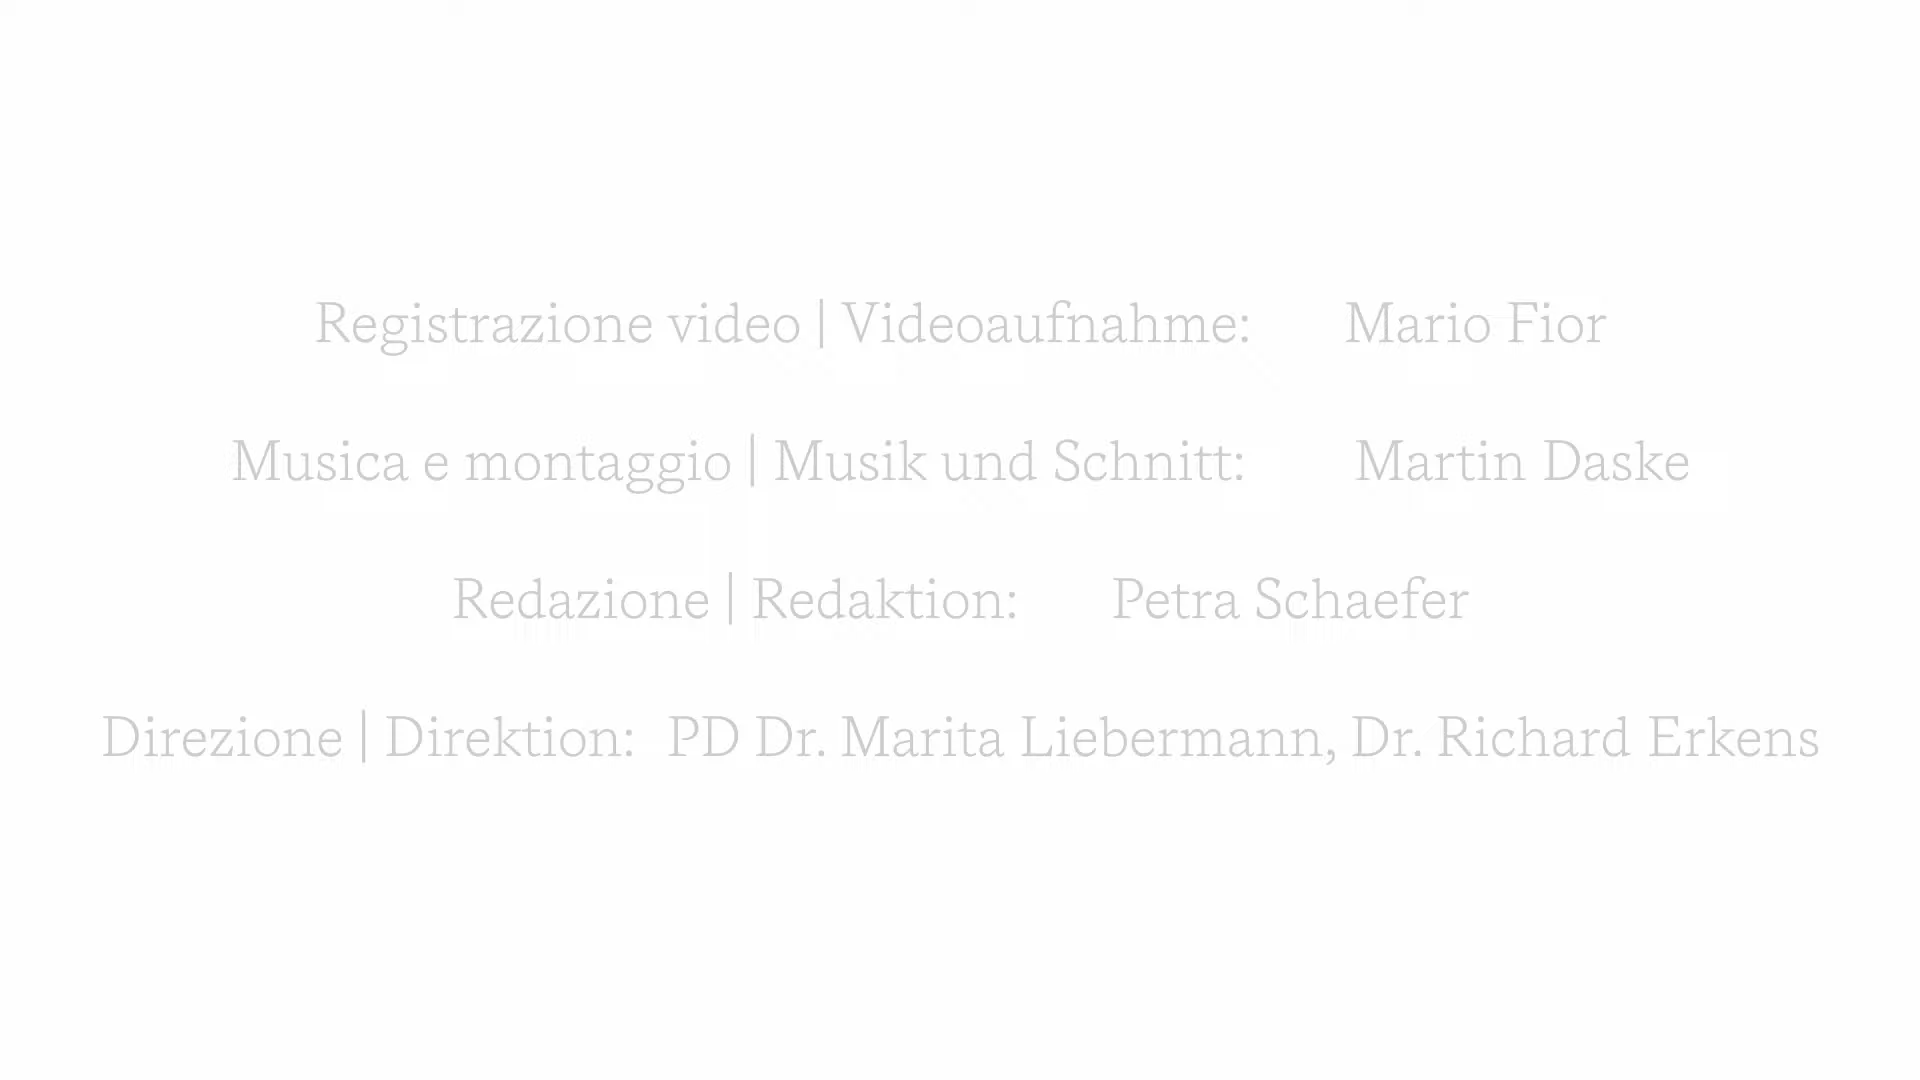 Registrazione video | Videoaufnahme: Mario Fior
Musica e montaggio | Musik und Schnitt: Martin Daske
Redazione | Redaktion: Petra Schaefer
Direzione | Direktion: PD Dr. Marita Liebermann, Dr. Richard Erkens